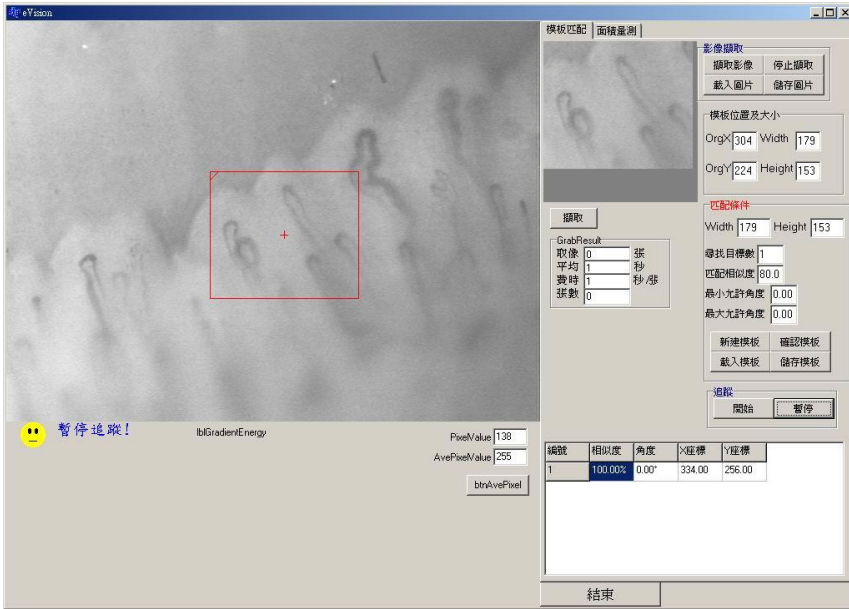 eVision
模板匹配 面積量測
影像擷取
擷取影像 停止擷取
載入圖片 儲存圖片
模板位置及大小
OrgX 304 Width 179
OrgY 224 Height 153
擷取
GrabResult
取像 0 張
平均 1 秒
費時 1 秒/張
張數 0
匹配條件
Width 179 Height 153
尋找目標數 1
匹配相似度 80.0
最小允許角度 0.00
最大允許角度 0.00
新建模板 確認模板
載入模板 儲存模板
追蹤
開始 暫停
暫停追蹤!
lblGradientEnergy
PixelValue 138
AvePixelValue 255
btnAvePixel
編號 相似度 角度 X座標 Y座標
1 100.00% 0.00° 334.00 256.00
結束